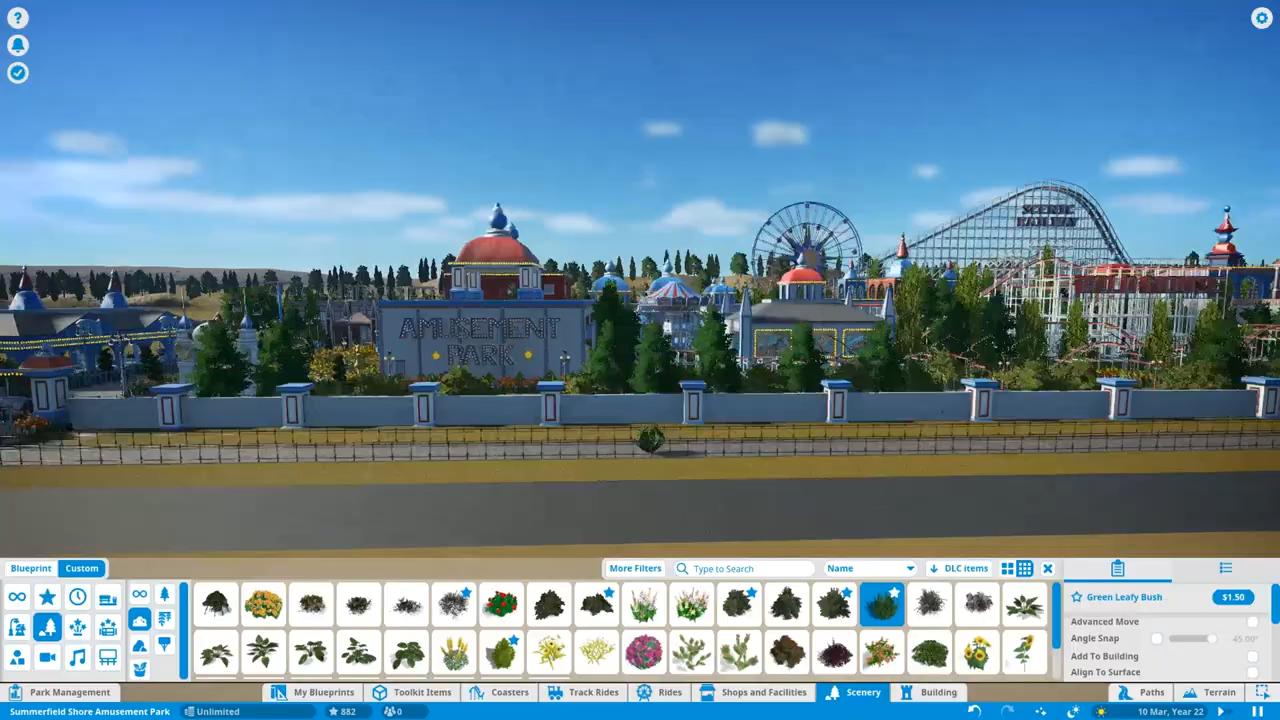 SCENIC
RAILWAY
AMUSEMENT
PARK
Blueprint
Custom
More Filters
Type to Search
Name
DLC items
Green Leafy Bush
$1.50
Advanced Move
Angle Snap
45.00°
Add To Building
Align To Surface
Park Management
My Blueprints
Toolkit Items
Coasters
Track Rides
Rides
Shops and Facilities
Scenery
Building
Paths
Terrain
Summerfield Shore Amusement Park
Unlimited
882
0
10 Mar, Year 22